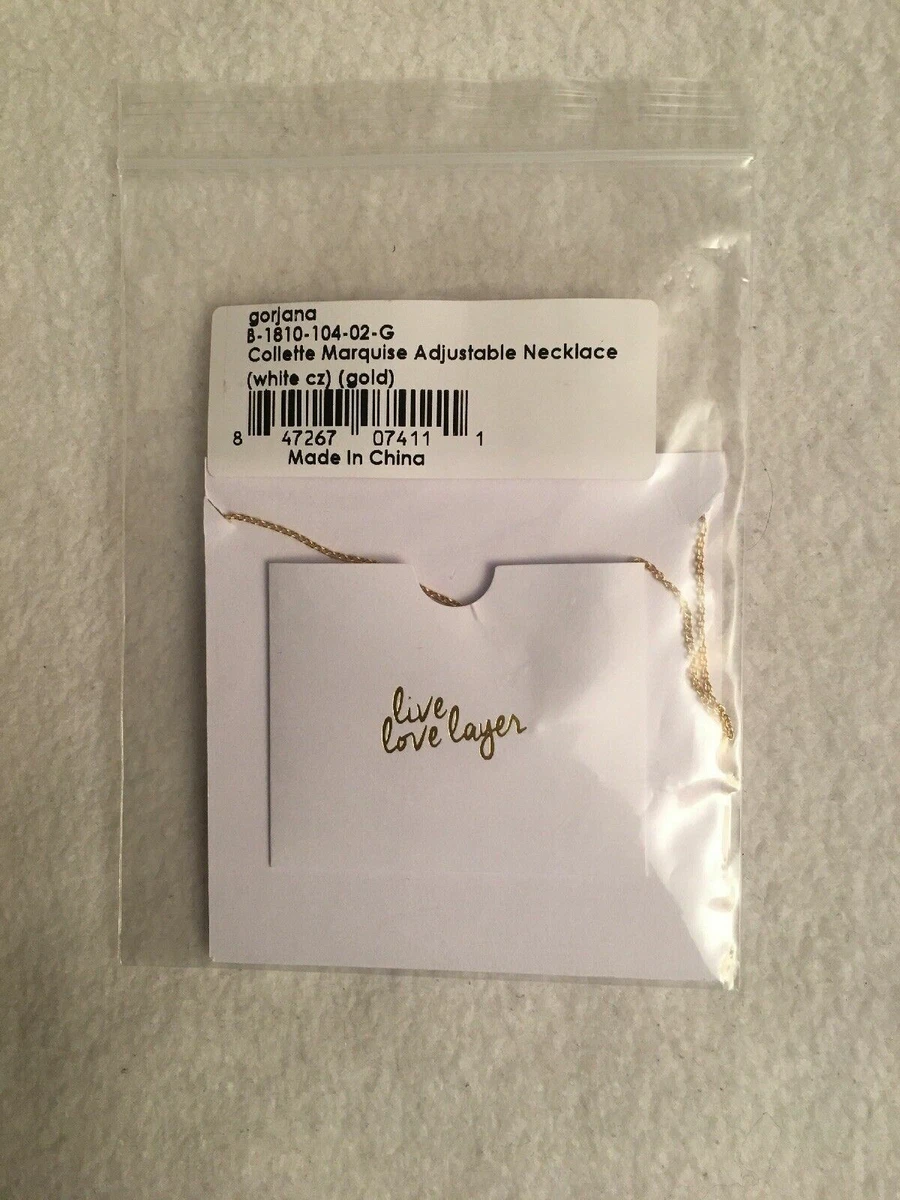 gorjana
B-1810-104-02-G
Collette Marquise Adjustable Necklace
(white cz) (gold)
8 47267 07411 1
Made In China
live
love layer